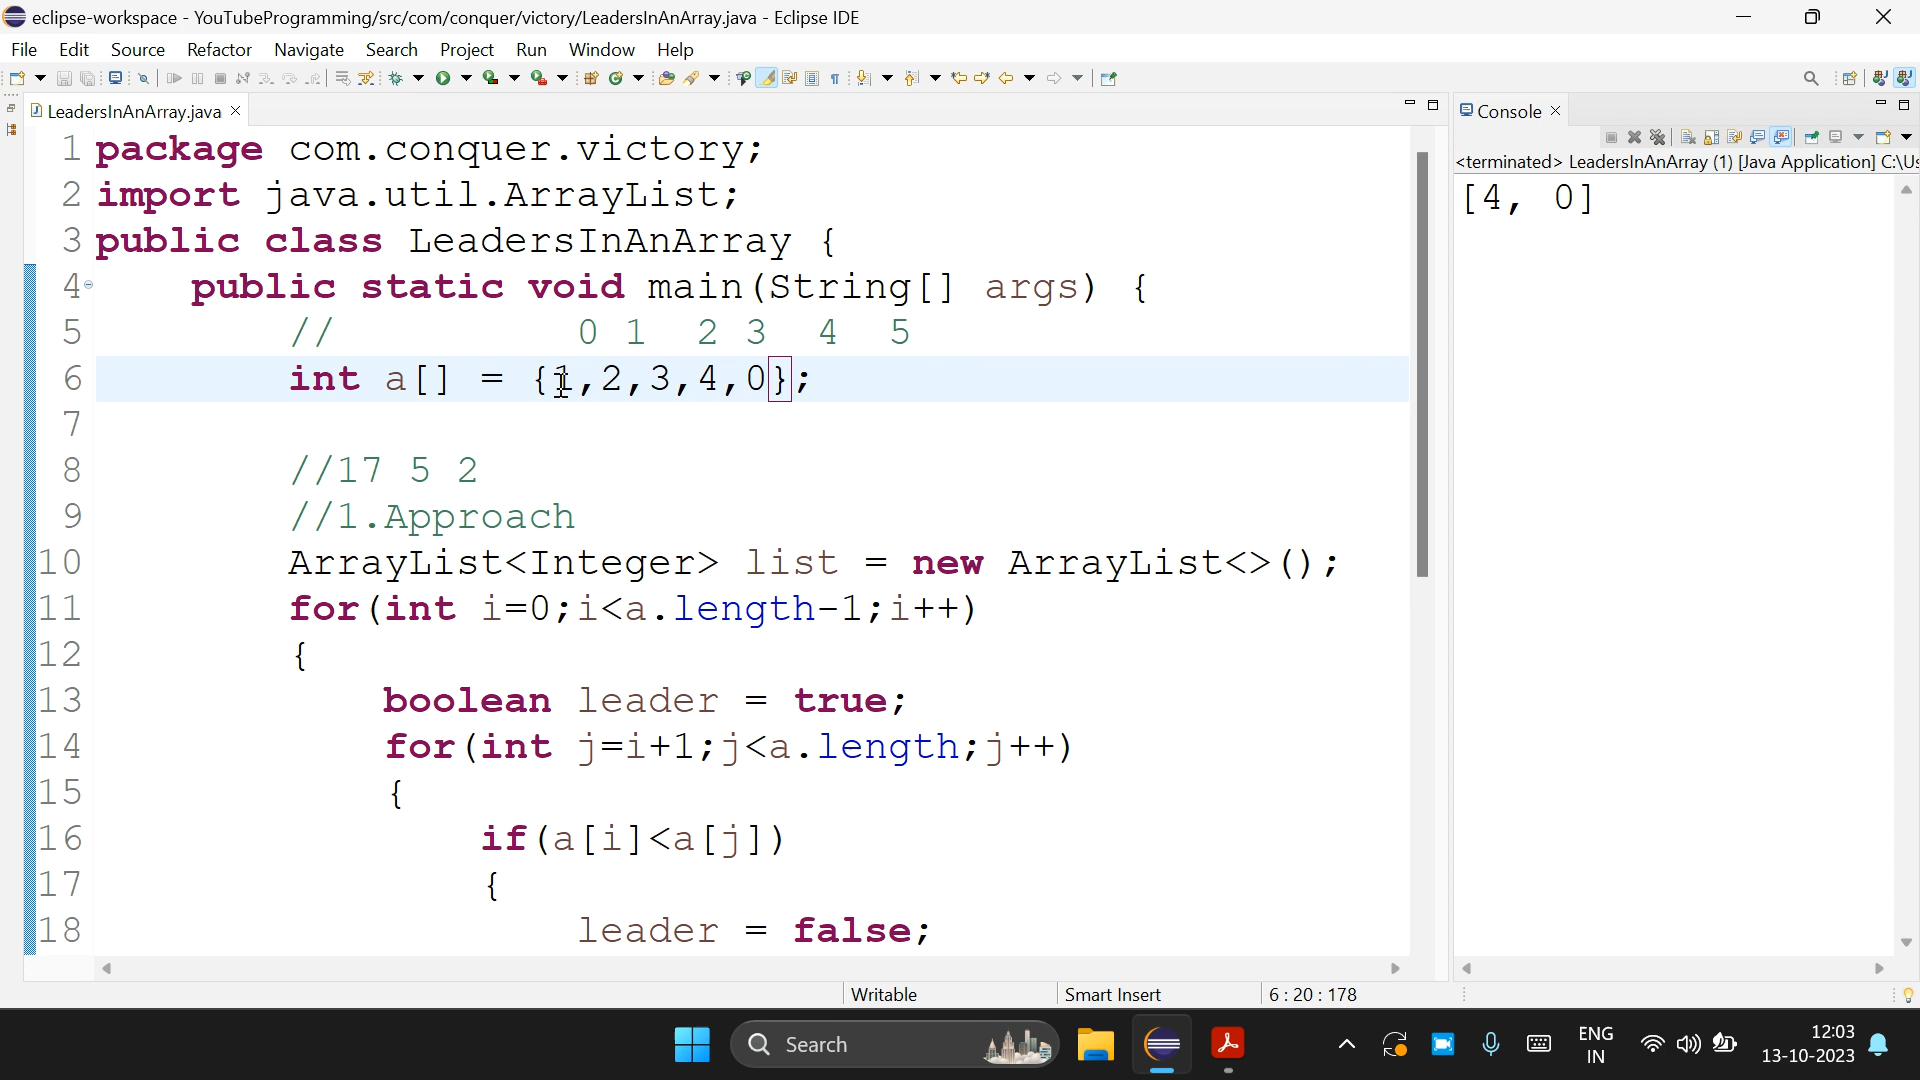 eclipse-workspace - YouTubeProgramming/src/com/conquer/victory/LeadersInAnArray.java - Eclipse IDE
File Edit Source Refactor Navigate Search Project Run Window Help
LeadersInAnArray.java
Console
<terminated> LeadersInAnArray (1) [Java Application] C:\Us
[4, 0]
1 package com.conquer.victory;
2 import java.util.ArrayList;
3 public class LeadersInAnArray {
4 public static void main(String[] args) {
5 // 0 1 2 3 4 5
6 int a[] = {1,2,3,4,0};
7
8 //17 5 2
9 //1.Approach
10 ArrayList<Integer> list = new ArrayList<>();
11 for(int i=0;i<a.length-1;i++)
12 {
13 boolean leader = true;
14 for(int j=i+1;j<a.length;j++)
15 {
16 if(a[i]<a[j])
17 {
18 leader = false;
Writable Smart Insert 6 : 20 : 178
Search
ENG
IN
12:03
13-10-2023